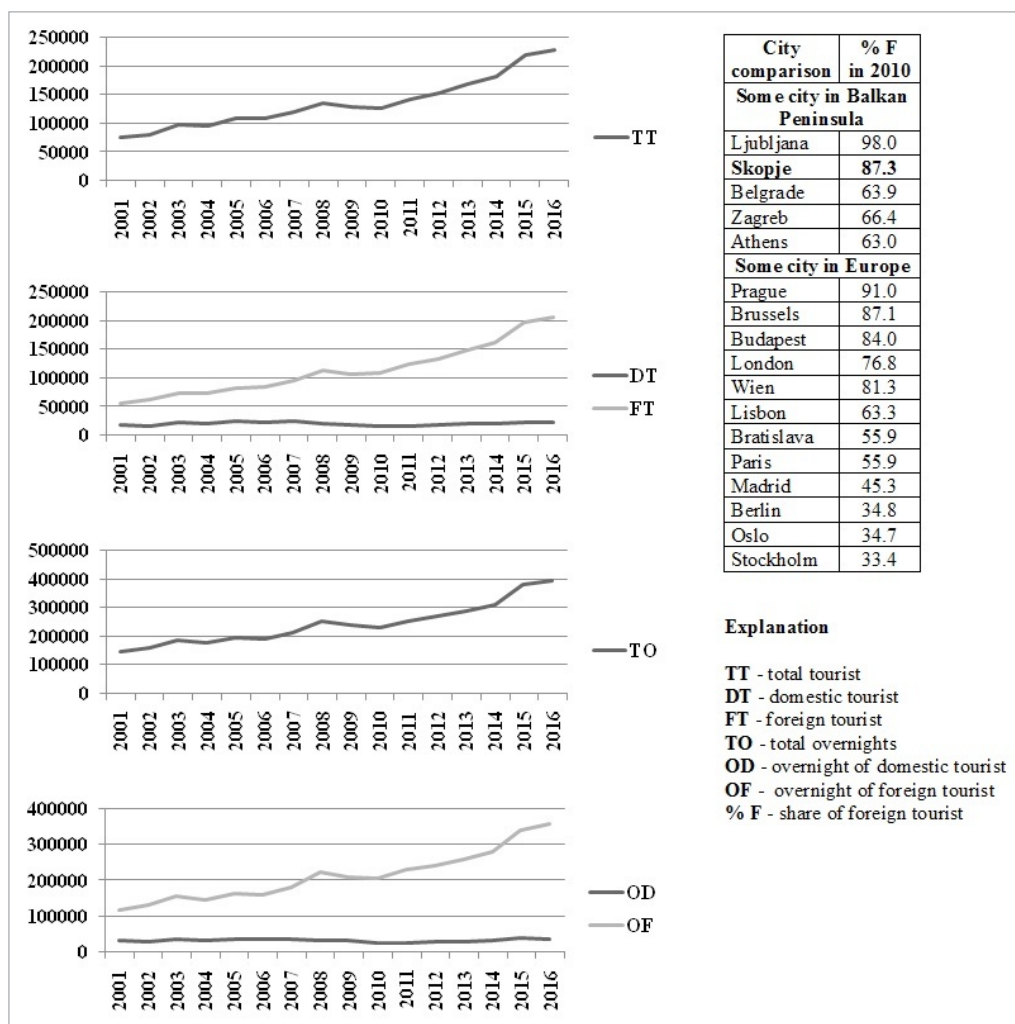 250000
200000
150000
100000
50000
0
2001 2002 2003 2004 2005 2006 2007 2008 2009 2010 2011 2012 2013 2014 2015 2016
TT
250000
200000
150000
100000
50000
0
2001 2002 2003 2004 2005 2006 2007 2008 2009 2010 2011 2012 2013 2014 2015 2016
DT
FT
500000
400000
300000
200000
100000
0
2001 2002 2003 2004 2005 2006 2007 2008 2009 2010 2011 2012 2013 2014 2015 2016
TO
400000
300000
200000
100000
0
2001 2002 2003 2004 2005 2006 2007 2008 2009 2010 2011 2012 2013 2014 2015 2016
OD
OF
City % F
comparison in 2010
Some city in Balkan
Peninsula
Ljubljana 98.0
Skopje 87.3
Belgrade 63.9
Zagreb 66.4
Athens 63.0
Some city in Europe
Prague 91.0
Brussels 87.1
Budapest 84.0
London 76.8
Wien 81.3
Lisbon 63.3
Bratislava 55.9
Paris 55.9
Madrid 45.3
Berlin 34.8
Oslo 34.7
Stockholm 33.4
Explanation
TT - total tourist
DT - domestic tourist
FT - foreign tourist
TO - total overnights
OD - overnight of domestic tourist
OF - overnight of foreign tourist
% F - share of foreign tourist